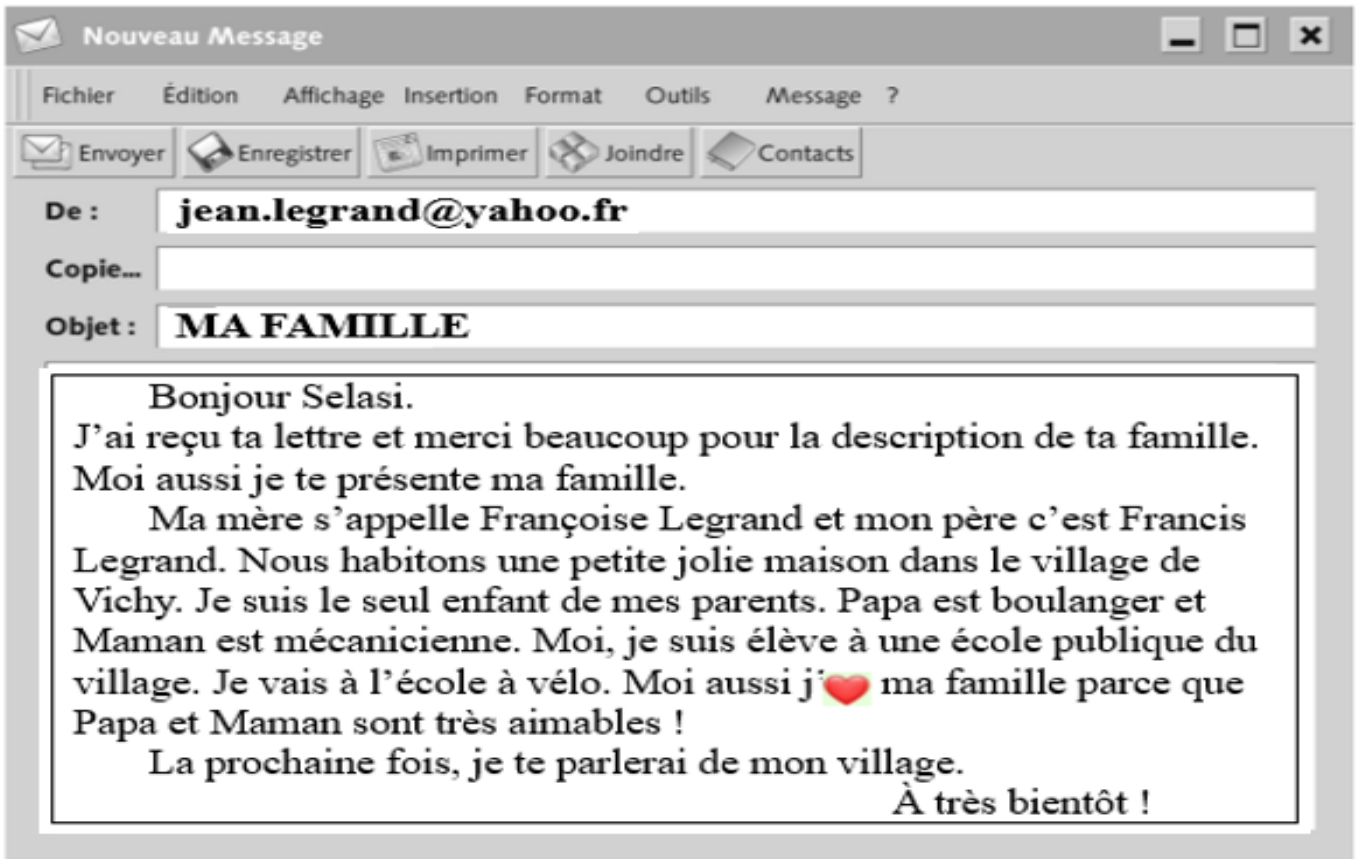 Nouveau Message
Fichier Édition Affichage Insertion Format Outils Message ?
Envoyer Enregistrer Imprimer Joindre Contacts
De : jean.legrand@yahoo.fr
Copie...
Objet : MA FAMILLE
Bonjour Selasi.
J’ai reçu ta lettre et merci beaucoup pour la description de ta famille.
Moi aussi je te présente ma famille.
Ma mère s’appelle Françoise Legrand et mon père c’est Francis
Legrand. Nous habitons une petite jolie maison dans le village de
Vichy. Je suis le seul enfant de mes parents. Papa est boulanger et
Maman est mécanicienne. Moi, je suis élève à une école publique du
village. Je vais à l’école à vélo. Moi aussi j’❤ ma famille parce que
Papa et Maman sont très aimables !
La prochaine fois, je te parlerai de mon village.
À très bientôt !